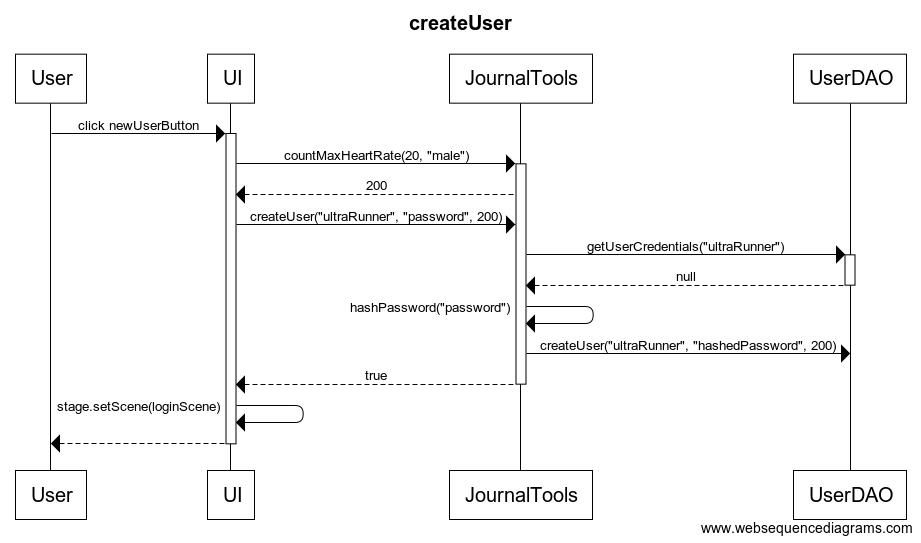 createUser
User UI JournalTools UserDAO
click newUserButton
countMaxHeartRate(20, "male")
200
createUser("ultraRunner", "password", 200)
getUserCredentials("ultraRunner")
null
hashPassword("password")
createUser("ultraRunner", "hashedPassword", 200)
true
stage.setScene(loginScene)
User UI JournalTools UserDAO
www.websequencediagrams.com